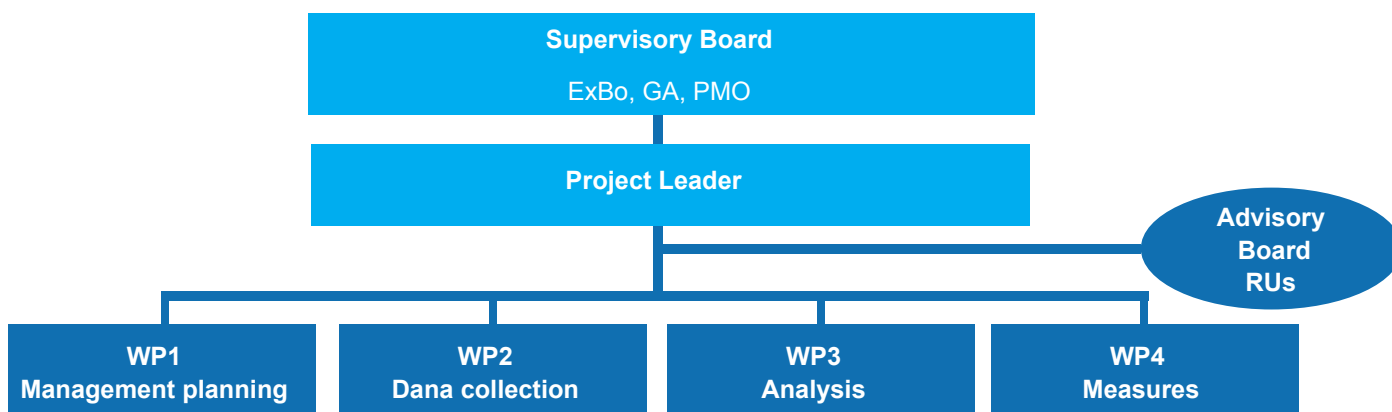 Supervisory Board
ExBo, GA, PMO
Project Leader
Advisory
Board
RUs
WP1
Management planning
WP2
Dana collection
WP3
Analysis
WP4
Measures